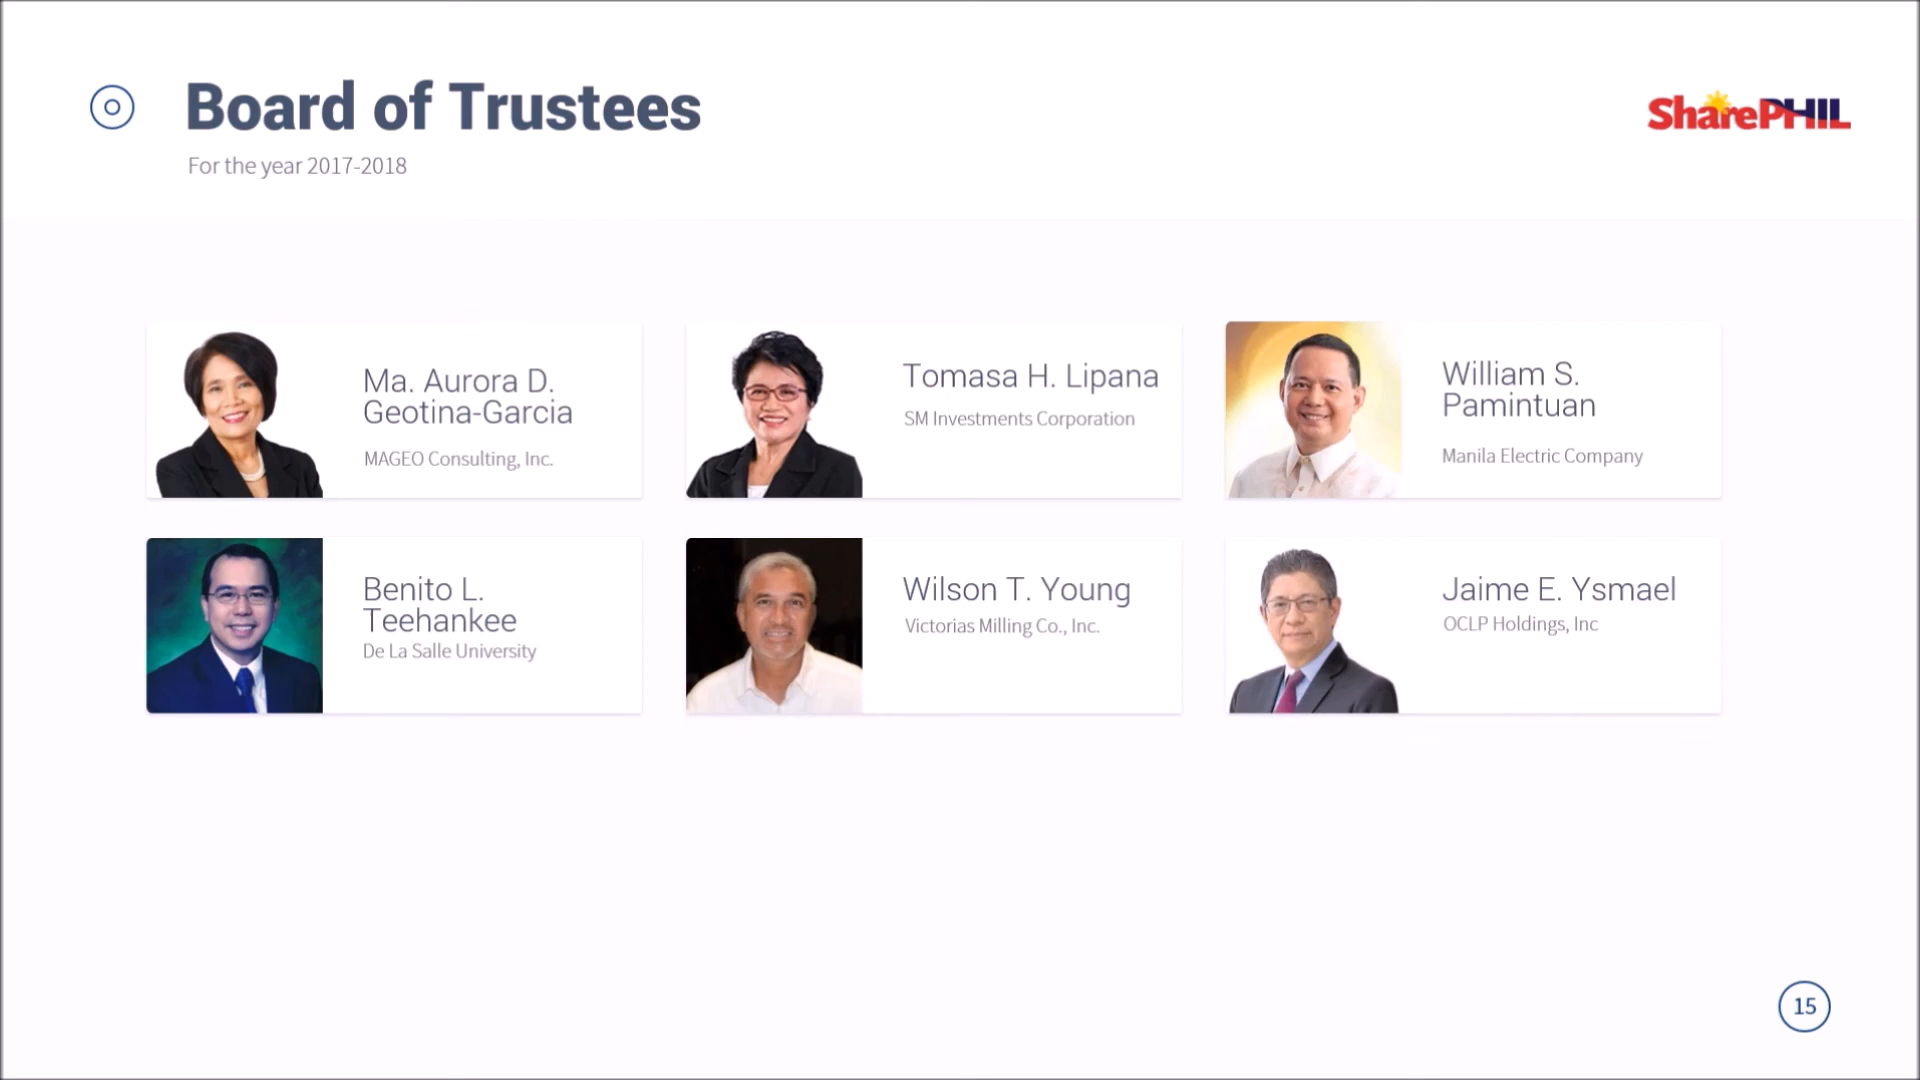 Board of Trustees
SharePHIL
For the year 2017-2018
Ma. Aurora D.
Geotina-Garcia
MAGEO Consulting, Inc.
Tomasa H. Lipana
SM Investments Corporation
William S.
Pamintuan
Manila Electric Company
Benito L.
Teehankee
De La Salle University
Wilson T. Young
Victorias Milling Co., Inc.
Jaime E. Ysmael
OCLP Holdings, Inc
15